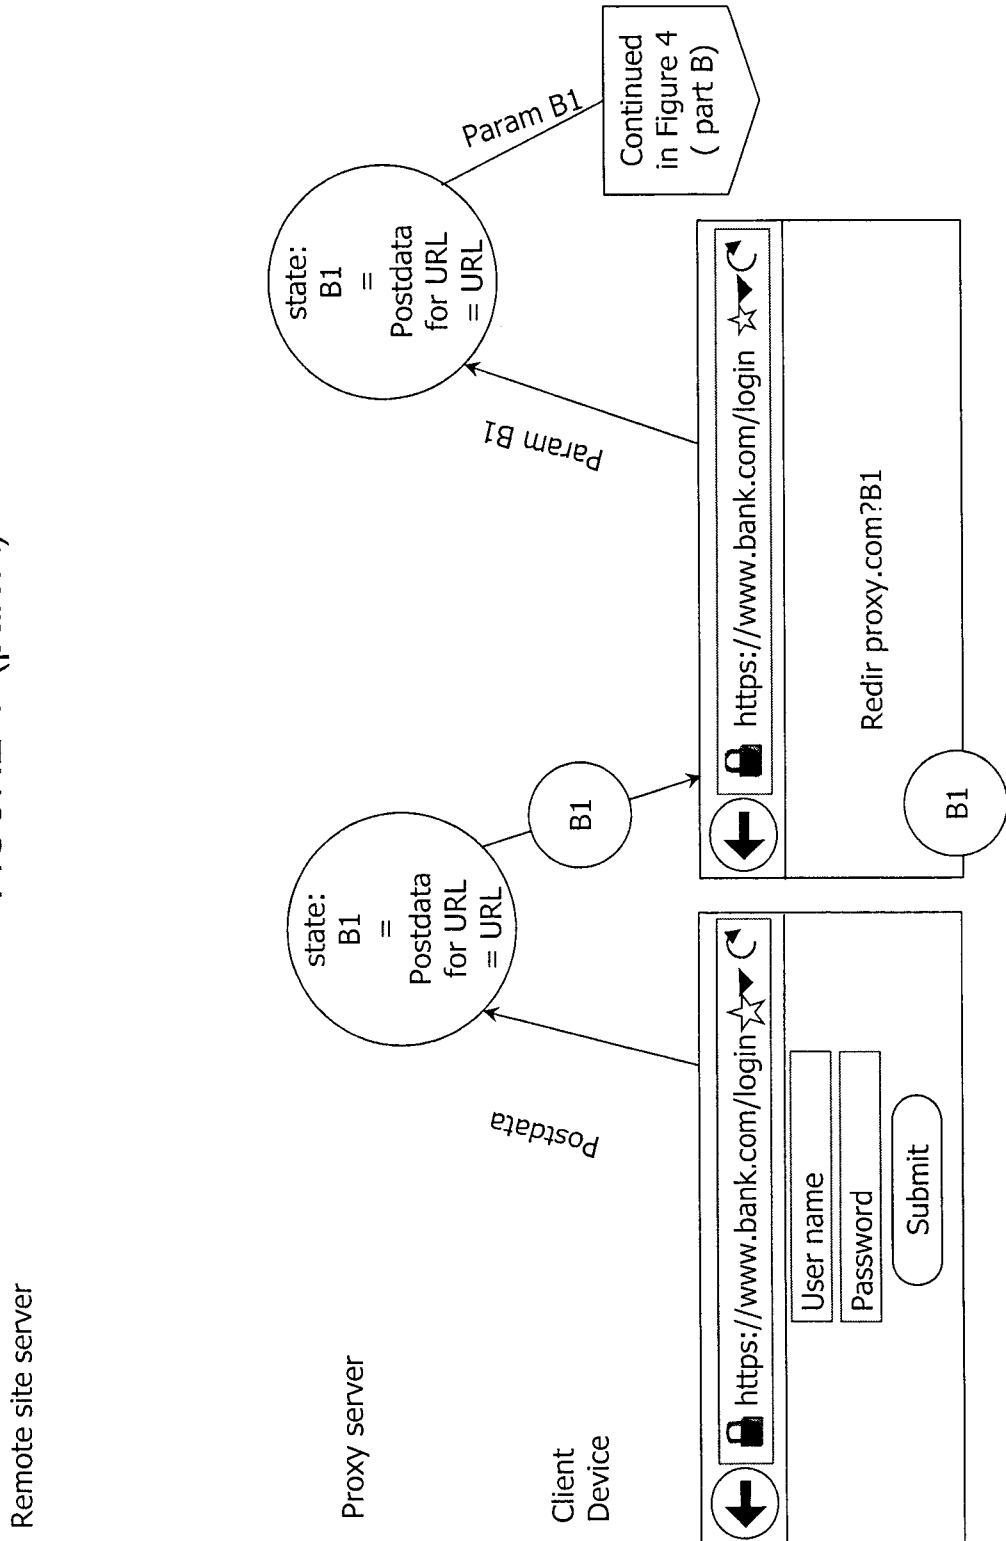 Remote site server
Proxy server
Client
Device
Postdata
state:
B1
=
Postdata
for URL
= URL
B1
Param B1
state:
B1
=
Postdata
for URL
= URL
Param B1
Continued
in Figure 4
( part B)
https://www.bank.com/login
User name
Password
Submit
https://www.bank.com/login
Redir proxy.com?B1
B1